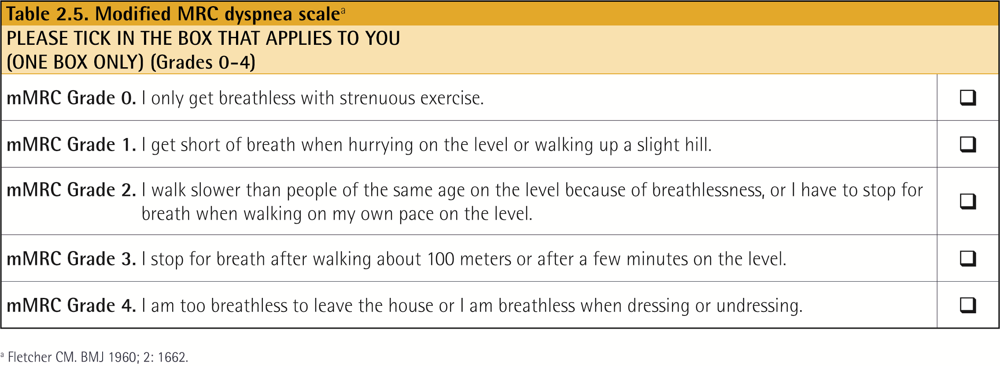 Table 2.5. Modified MRC dyspnea scaleᵃ
PLEASE TICK IN THE BOX THAT APPLIES TO YOU
(ONE BOX ONLY) (Grades 0-4)
mMRC Grade 0. I only get breathless with strenuous exercise.
mMRC Grade 1. I get short of breath when hurrying on the level or walking up a slight hill.
mMRC Grade 2. I walk slower than people of the same age on the level because of breathlessness, or I have to stop for
breath when walking on my own pace on the level.
mMRC Grade 3. I stop for breath after walking about 100 meters or after a few minutes on the level.
mMRC Grade 4. I am too breathless to leave the house or I am breathless when dressing or undressing.
ᵃ Fletcher CM. BMJ 1960; 2: 1662.